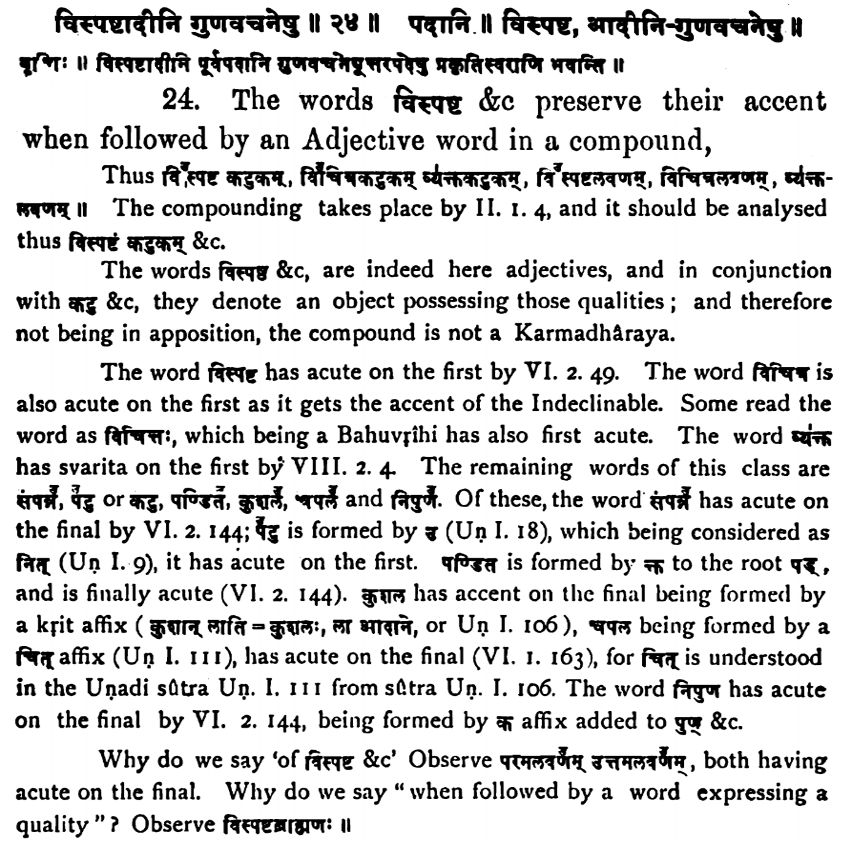 विस्पष्टादीनि गुणवचनेषु ॥ २४ ॥ पदानि ॥ विस्पष्ट, आदीनि-गुणवचनेषु ॥
वृत्तिः ॥ विस्पष्टादीनि पूर्वपदानि गुणवचनेषूत्तरपदेषु प्रकृतिस्वराणि भवन्ति ॥
24. The words विस्पष्ट &c preserve their accent
when followed by an Adjective word in a compound,
Thus वि॑स्पष्ट कटुकम्, वि॑चित्रकटुकम् व्य॑क्तकटुकम्, वि॑स्पष्टलवणम्, विचित्रलवणम्, व्य॑क्त-
लवणम् ॥ The compounding takes place by II. 1. 4, and it should be analysed
thus विस्पष्टं कटुकम् &c.
The words विस्पष्ट &c, are indeed here adjectives, and in conjunction
with कटु &c, they denote an object possessing those qualities ; and therefore
not being in apposition, the compound is not a Karmadhâraya.
The word विस्पष्ट has acute on the first by VI. 2. 49. The word विचित्र is
also acute on the first as it gets the accent of the Indeclinable. Some read the
word as विचित्तः, which being a Bahuvṛîhi has also first acute. The word व्य॑क्त
has svarita on the first by VIII. 2. 4. The remaining words of this class are
संपन्न॑, प॑टु or कटु, पण्डित॑, कुशल॑, चपल॑ and निपुण॑. Of these, the word संपन्न॑ has acute on
the final by VI. 2. 144; प॑टु is formed by उ (Uṇ I. 18), which being considered as
नित् (Uṇ I. 9), it has acute on the first. पण्डित is formed by क्त to the root पड्,
and is finally acute (VI. 2. 144). कुशल has accent on the final being formed by
a kṛit affix ( कुशान् लाति = कुशलः, ला आदाने, or Uṇ I. 106 ), चपल being formed by a
चित् affix (Uṇ I. 111), has acute on the final (VI. 1. 163), for चित् is understood
in the Uṇadi sûtra Uṇ. I. 111 from sûtra Uṇ. I. 106. The word निपुण has acute
on the final by VI. 2. 144, being formed by क affix added to पुण् &c.
Why do we say 'of विस्पष्ट &c' Observe परमलवण॑म् उत्तमलवण॑म्, both having
acute on the final. Why do we say “ when followed by a word expressing a
quality ” ? Observe विस्पष्टब्राह्मणः ॥